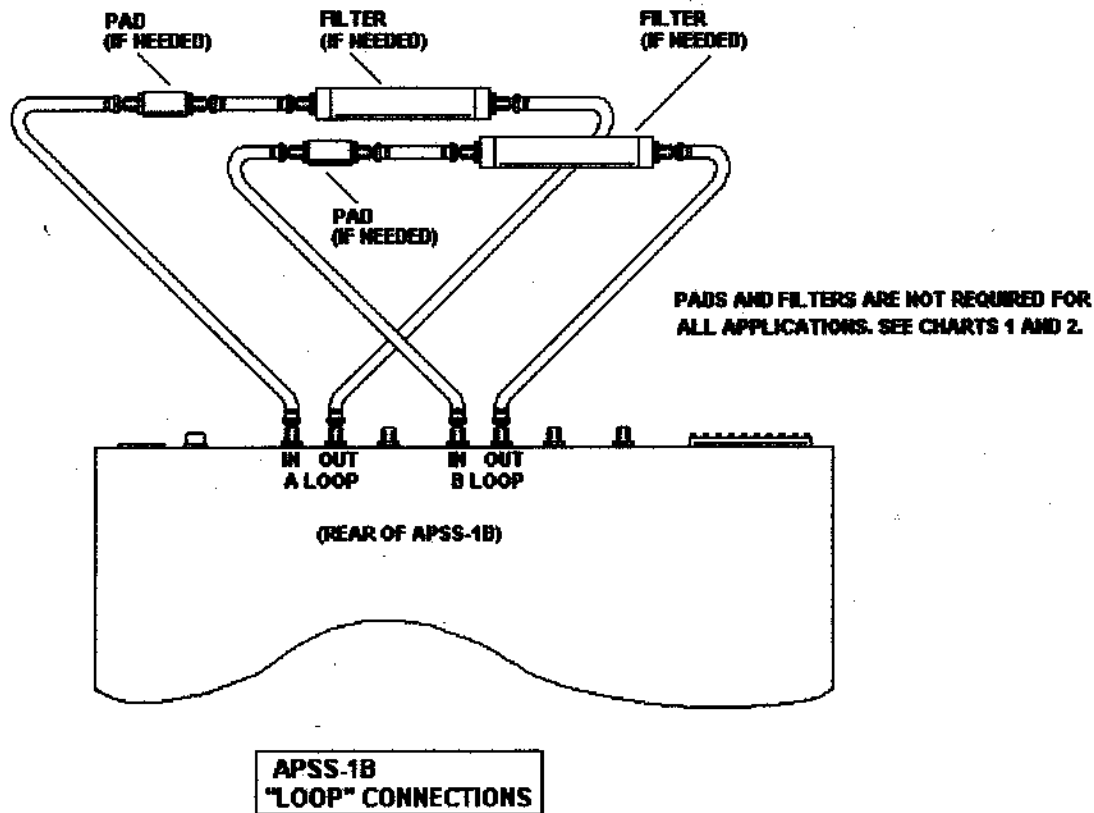 PAD
(IF NEEDED)
FILTER
(IF NEEDED)
FILTER
(IF NEEDED)
PAD
(IF NEEDED)
PADS AND FILTERS ARE NOT REQUIRED FOR
ALL APPLICATIONS. SEE CHARTS 1 AND 2.
IN OUT IN OUT
A LOOP B LOOP
(REAR OF APSS-1B)
APSS-1B
"LOOP" CONNECTIONS